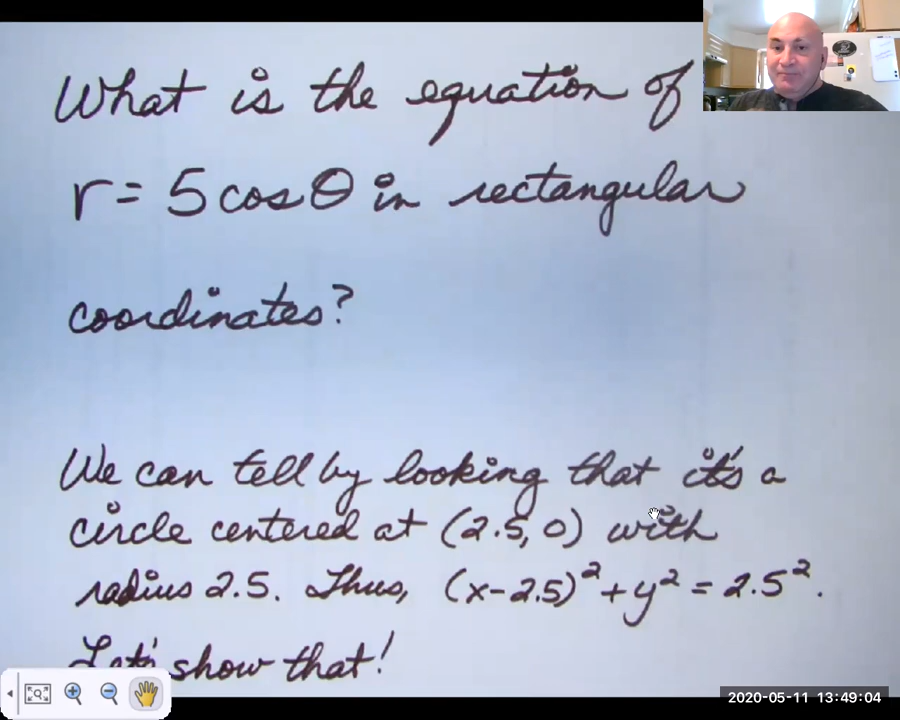 What is the equation of
r = 5 cos θ in rectangular
coordinates?
We can tell by looking that it's a
circle centered at (2.5, 0) with
radius 2.5. Thus, (x-2.5)² + y² = 2.5².
Let's show that!
2020-05-11 13:49:04